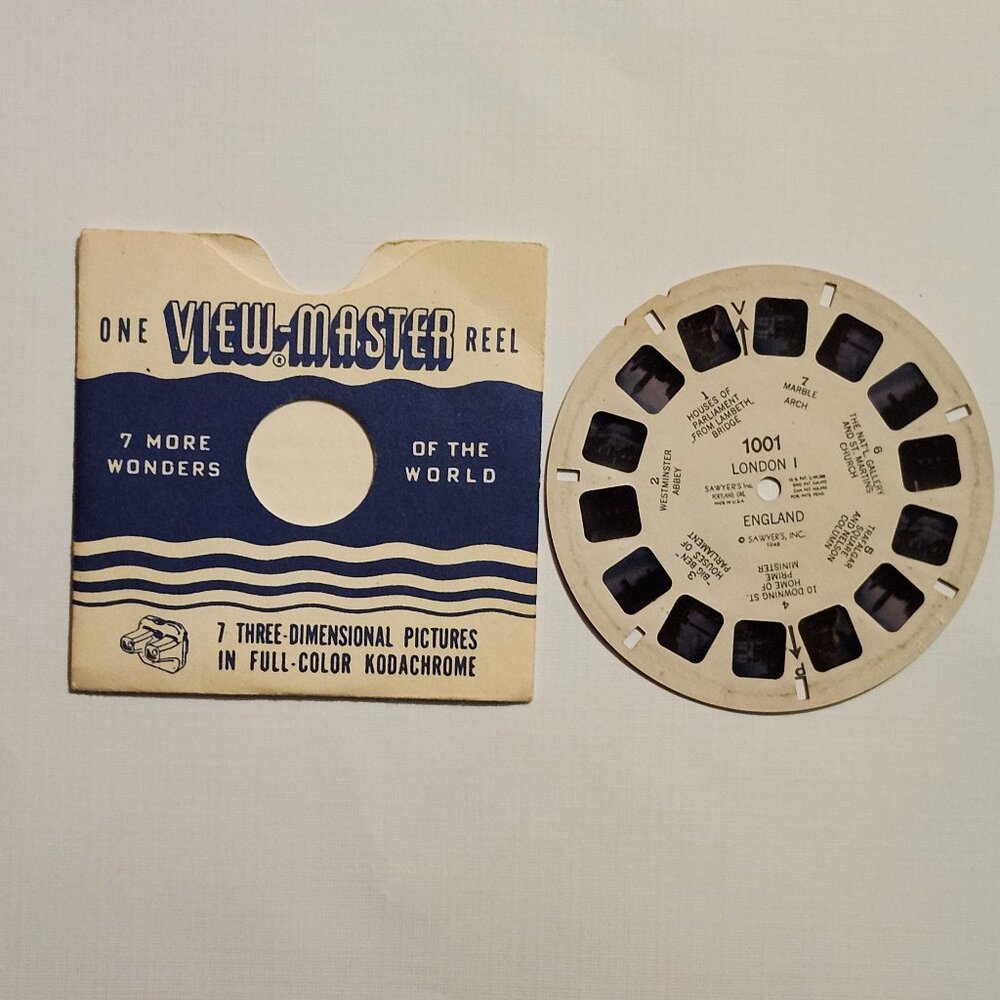 ONE VIEW-MASTER® REEL
7 MORE
WONDERS
OF THE
WORLD
7 THREE-DIMENSIONAL PICTURES
IN FULL-COLOR KODACHROME
V
1
HOUSES OF
PARLIAMENT
FROM LAMBETH
BRIDGE
7
MARBLE
ARCH
6
THE NAT'L GALLERY
AND ST. MARTIN'S
CHURCH
2
WESTMINSTER
ABBEY
1001
LONDON I
SAWYER'S Inc.
PORTLAND, ORE.
MADE IN U.S.A.
ENGLAND
© SAWYER'S, INC.
3
"BIG BEN"
HOUSES OF
PARLIAMENT
4
10 DOWNING ST.
HOME OF
PRIME
MINISTER
5
TRAFALGAR
SQUARE
AND NELSON
COLUMN